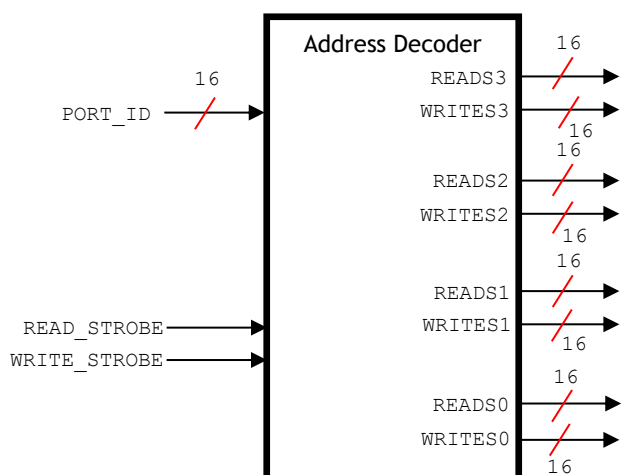 Address Decoder
16
READS3
16
PORT_ID
WRITES3
16
16
READS2
WRITES2
16
16
READS1
READ_STROBE
WRITES1
16
WRITE_STROBE
16
READS0
WRITES0
16